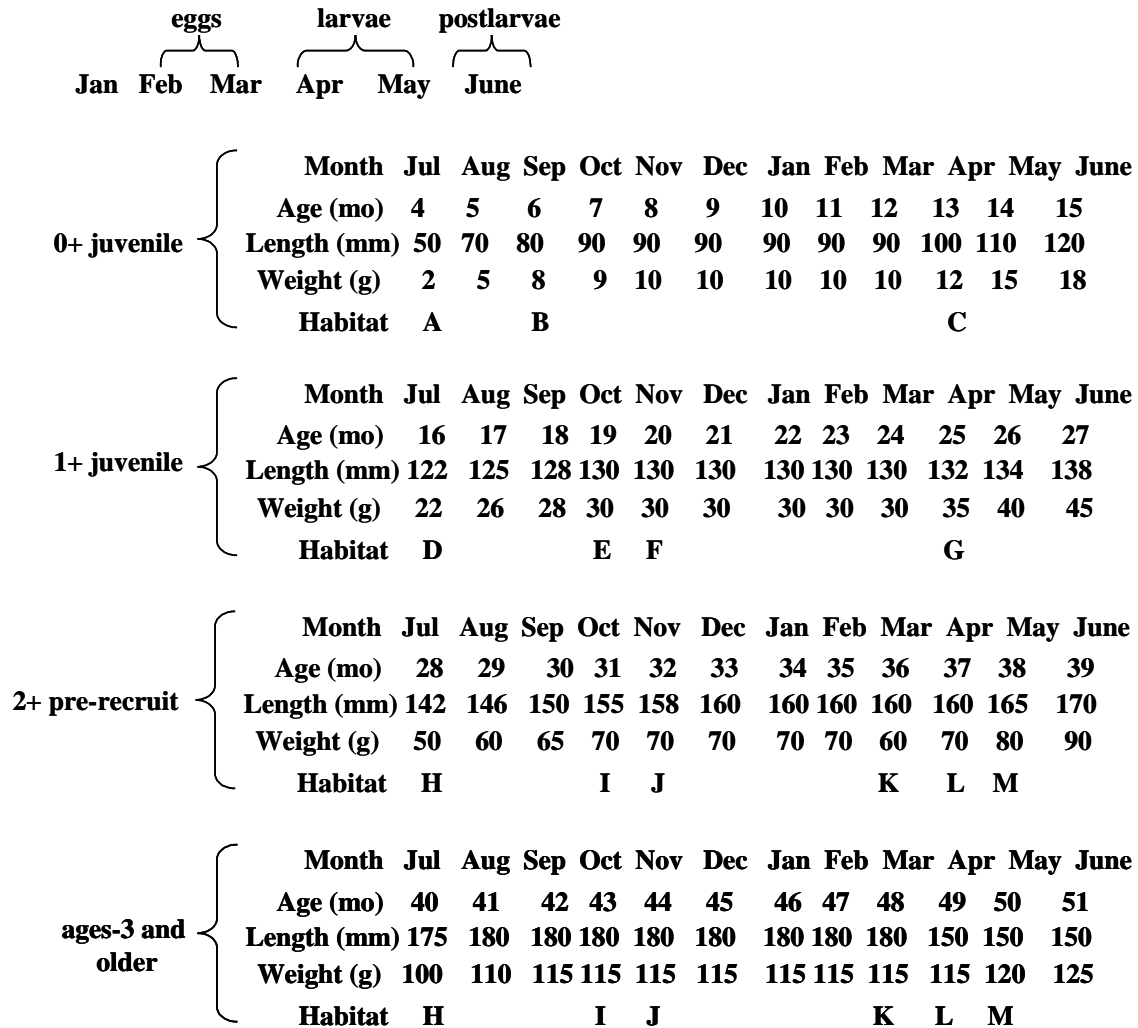 eggs larvae postlarvae
Jan Feb Mar Apr May June
Month Jul Aug Sep Oct Nov Dec Jan Feb Mar Apr May June
Age (mo) 4 5 6 7 8 9 10 11 12 13 14 15
0+ juvenile
Length (mm) 50 70 80 90 90 90 90 90 90 100 110 120
Weight (g) 2 5 8 9 10 10 10 10 10 12 15 18
Habitat A B C
Month Jul Aug Sep Oct Nov Dec Jan Feb Mar Apr May June
Age (mo) 16 17 18 19 20 21 22 23 24 25 26 27
1+ juvenile
Length (mm) 122 125 128 130 130 130 130 130 130 132 134 138
Weight (g) 22 26 28 30 30 30 30 30 30 35 40 45
Habitat D E F G
Month Jul Aug Sep Oct Nov Dec Jan Feb Mar Apr May June
Age (mo) 28 29 30 31 32 33 34 35 36 37 38 39
2+ pre-recruit
Length (mm) 142 146 150 155 158 160 160 160 160 160 165 170
Weight (g) 50 60 65 70 70 70 70 70 60 70 80 90
Habitat H I J K L M
Month Jul Aug Sep Oct Nov Dec Jan Feb Mar Apr May June
Age (mo) 40 41 42 43 44 45 46 47 48 49 50 51
ages-3 and
older
Length (mm) 175 180 180 180 180 180 180 180 180 150 150 150
Weight (g) 100 110 115 115 115 115 115 115 115 115 120 125
Habitat H I J K L M